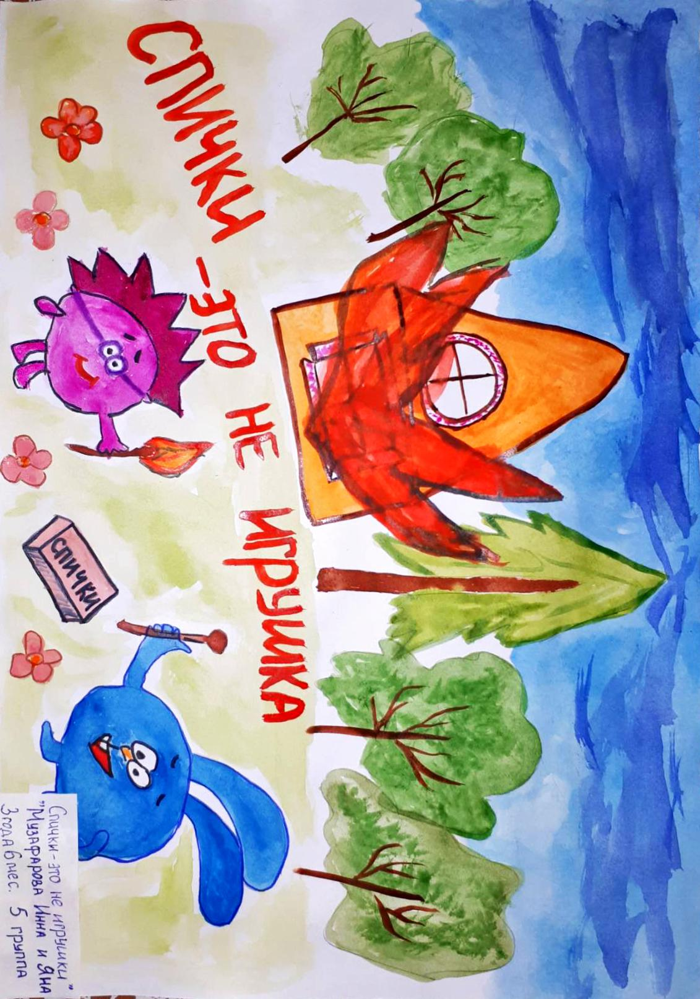 СПИЧКИ - ЭТО НЕ ИГРУШКА
СПИЧКИ
Спички - это не игрушки"
"Музафарова Инна и Яна
3 года 6 мес. 5 группа